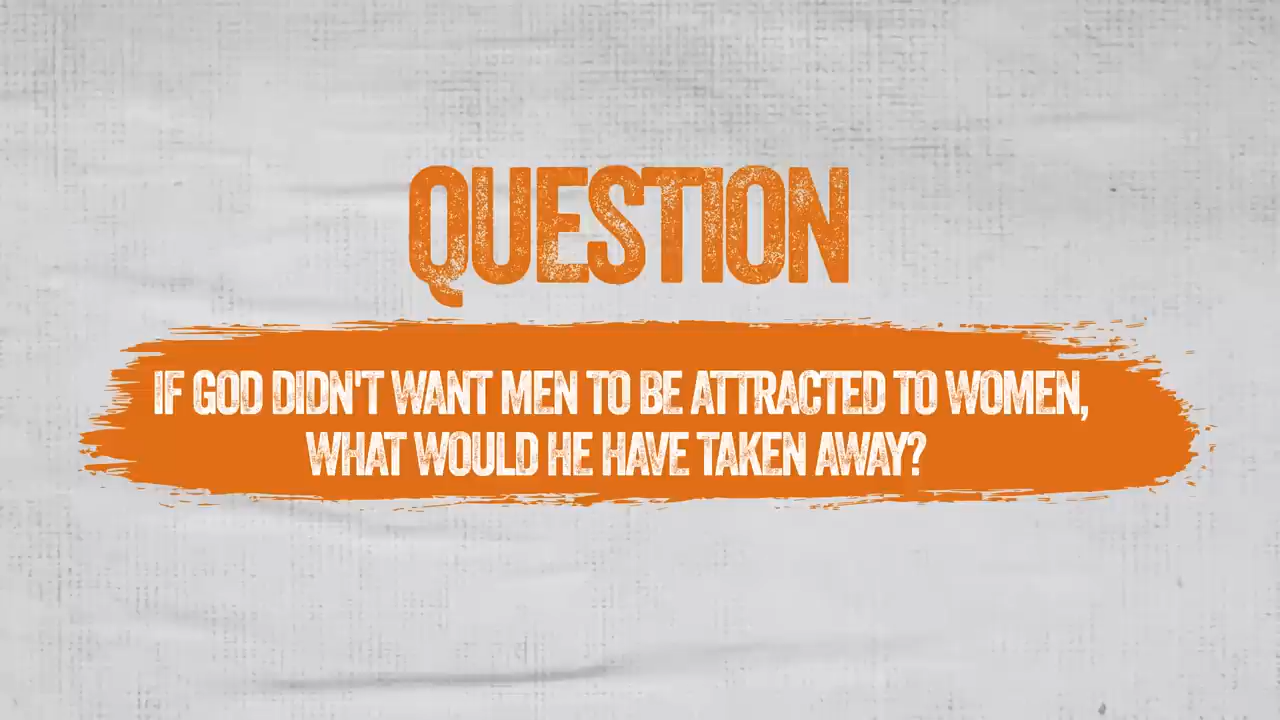 QUESTION
IF GOD DIDN'T WANT MEN TO BE ATTRACTED TO WOMEN,
WHAT WOULD HE HAVE TAKEN AWAY?